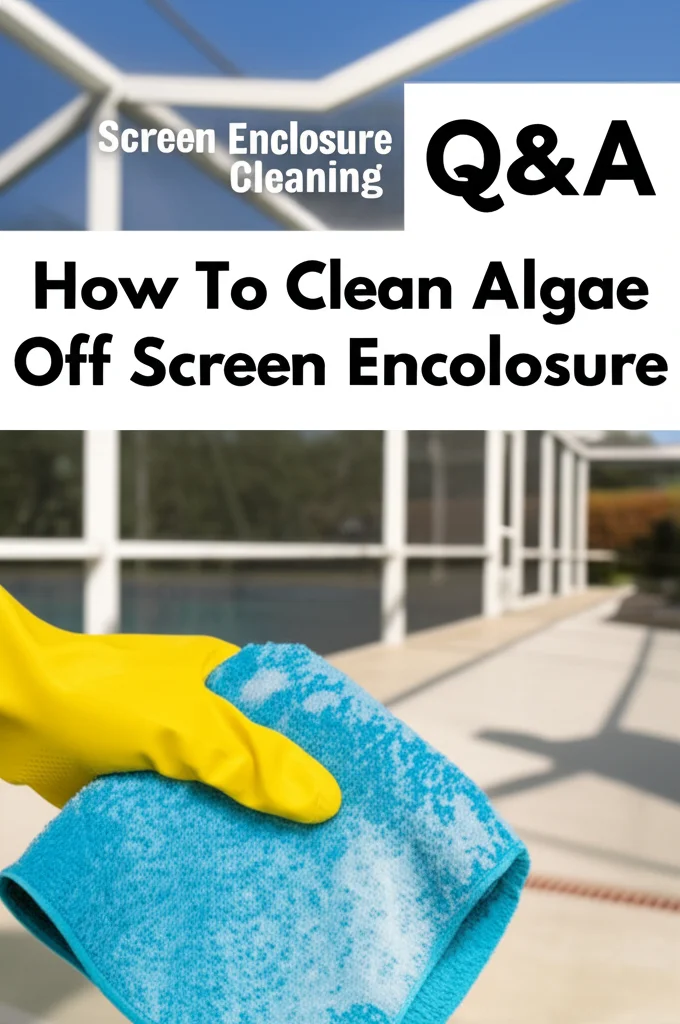 Screen Enclosure
Cleaning
Q&A
How To Clean Algae
Off Screen Encolosure